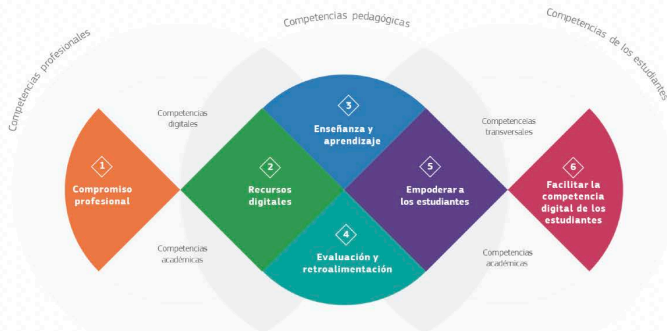 Competencias profesionales
Competencias pedagógicas
Competencias de los estudiantes
Competencias
digitales
Competenceias
transversales
1
Compromiso
profesional
2
Recursos
digitales
3
Enseñanza y
aprendizaje
4
Evaluación y
retroalimentación
5
Empoderar a
los estudiantes
6
Facilitar la
competencia
digital de los
estudiantes
Competencias
académicas
Competencias
académicas